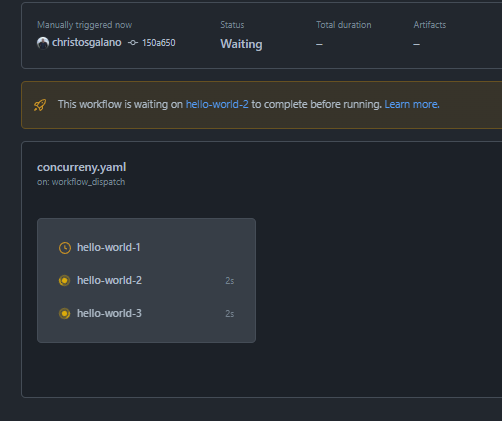 Manually triggered now Status Total duration Artifacts
christosgalano 150a650 Waiting – –
This workflow is waiting on hello-world-2 to complete before running. Learn more.
concurreny.yaml
on: workflow_dispatch
hello-world-1
hello-world-2 2s
hello-world-3 2s